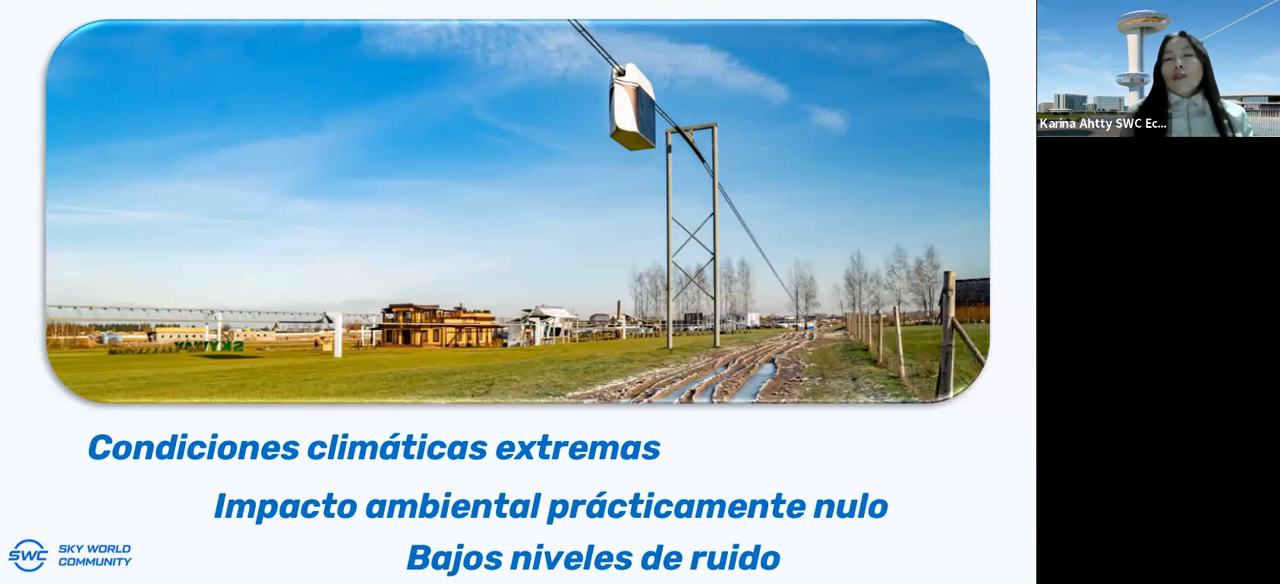 Karina Ahtty SWC Ec...
SWC
Condiciones climáticas extremas
Impacto ambiental prácticamente nulo
Bajos niveles de ruido
SWC SKY WORLD
COMMUNITY